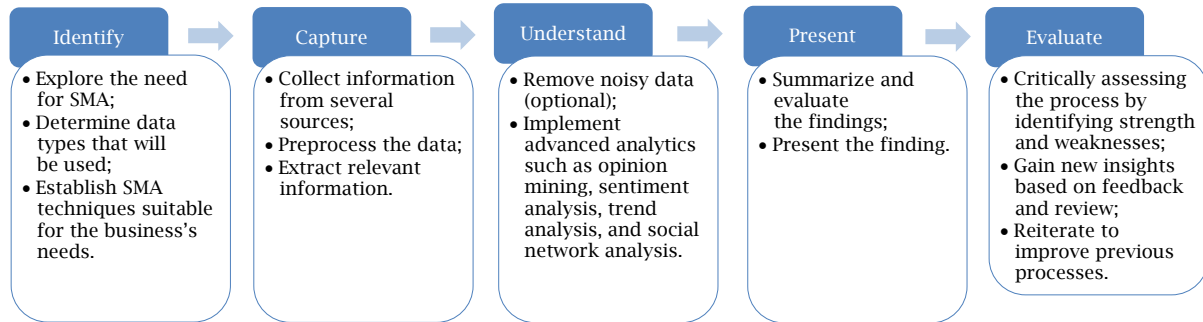 Identify
• Explore the need
for SMA;
• Determine data
types that will
be used;
• Establish SMA
techniques suitable
for the business’s
needs.
Capture
• Collect information
from several
sources;
• Preprocess the data;
• Extract relevant
information.
Understand
• Remove noisy data
(optional);
• Implement
advanced analytics
such as opinion
mining, sentiment
analysis, trend
analysis, and social
network analysis.
Present
• Summarize and
evaluate
the findings;
• Present the finding.
Evaluate
• Critically assessing
the process by
identifying strength
and weaknesses;
• Gain new insights
based on feedback
and review;
• Reiterate to
improve previous
processes.